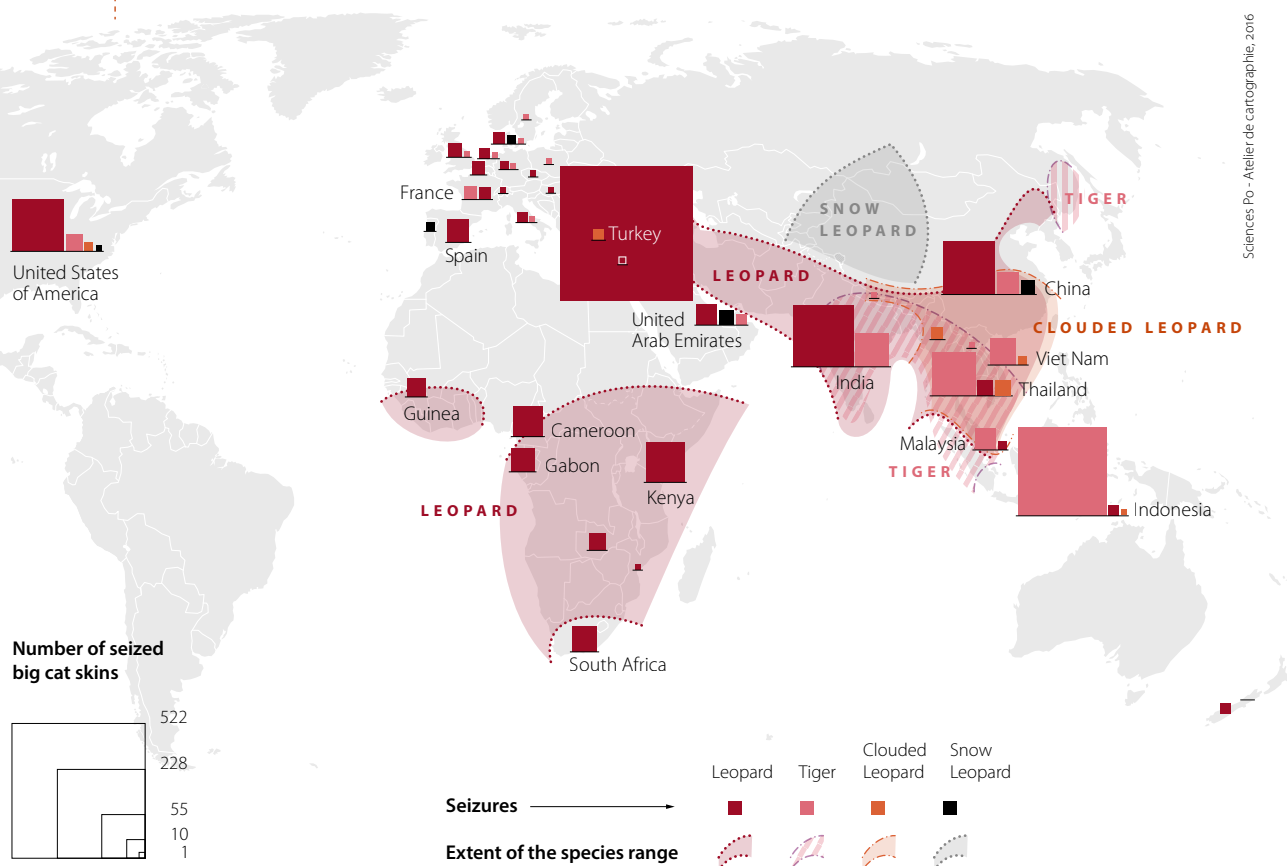 Sciences Po - Atelier de cartographie, 2016
France
SNOW
LEOPARD
TIGER
Turkey
Spain
United States
of America
LEOPARD
China
United
Arab Emirates
CLOUDED LEOPARD
Viet Nam
India
Thailand
Guinea
Cameroon
Malaysia
Gabon
TIGER
Kenya
LEOPARD
Indonesia
South Africa
Number of seized
big cat skins
522
228
55
10
1
Clouded
Leopard
Snow
Leopard
Leopard
Tiger
Seizures
Extent of the species range